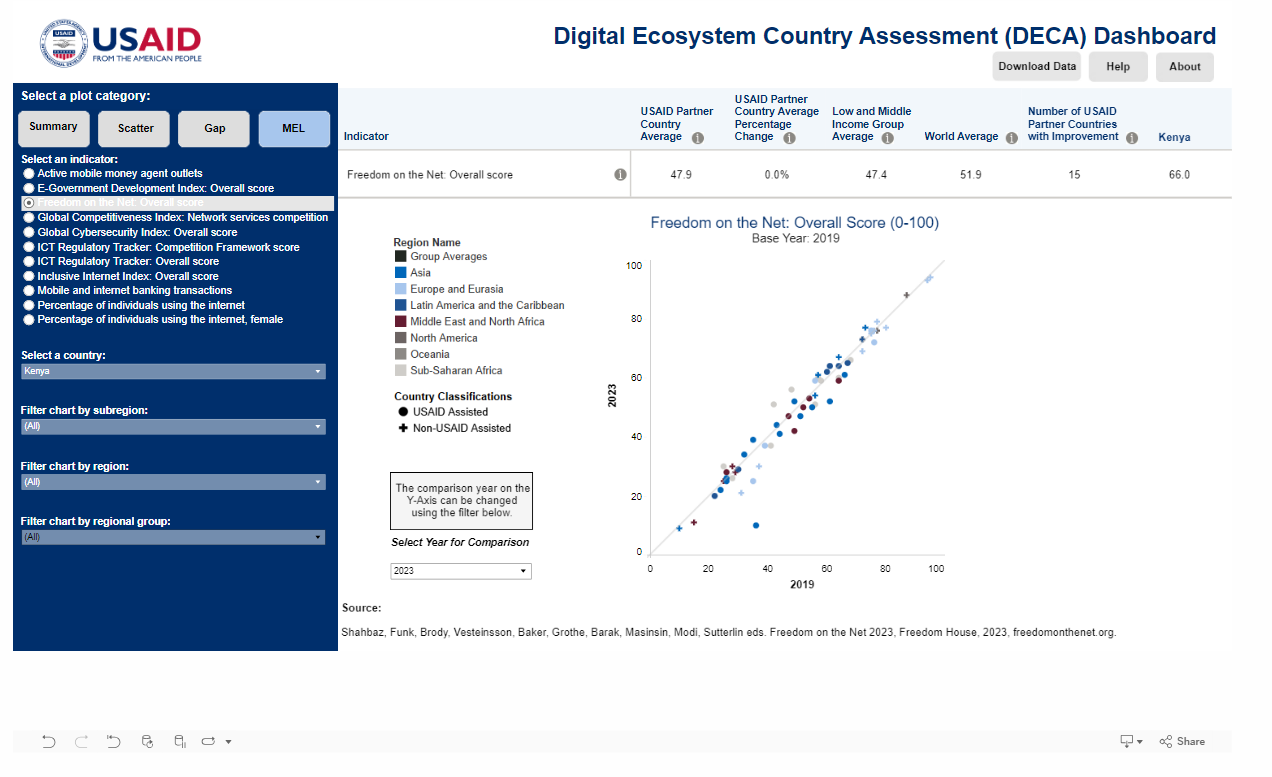 USAID
FROM THE AMERICAN PEOPLE
Digital Ecosystem Country Assessment (DECA) Dashboard
Download Data
Help
About
Select a plot category:
Summary
Scatter
Gap
MEL
Select an indicator:
Active mobile money agent outlets
E-Government Development Index: Overall score
Freedom on the Net: Overall score
Global Competitiveness Index: Network services competition
Global Cybersecurity Index: Overall score
ICT Regulatory Tracker: Competition Framework score
ICT Regulatory Tracker: Overall score
Inclusive Internet Index: Overall score
Mobile and internet banking transactions
Percentage of individuals using the internet
Percentage of individuals using the internet, female
Select a country:
Kenya
Filter chart by subregion:
(All)
Filter chart by region:
(All)
Filter chart by regional group:
(All)
Indicator
USAID Partner
Country
Average
USAID Partner
Country Average
Percentage
Change
Low and Middle
Income Group
Average
World Average
Number of USAID
Partner Countries
with Improvement
Kenya
Freedom on the Net: Overall score
47.9
0.0%
47.4
51.9
15
66.0
Region Name
Group Averages
Asia
Europe and Eurasia
Latin America and the Caribbean
Middle East and North Africa
North America
Oceania
Sub-Saharan Africa
Country Classifications
USAID Assisted
Non-USAID Assisted
The comparison year on the
Y-Axis can be changed
using the filter below.
Select Year for Comparison
2023
Freedom on the Net: Overall Score (0-100)
Base Year: 2019
100
80
60
40
20
0
2023
0
20
40
60
80
100
2019
Source:
Shahbaz, Funk, Brody, Vesteinsson, Baker, Grothe, Barak, Masinsin, Modi, Sutterlin eds. Freedom on the Net 2023, Freedom House, 2023, freedomonthenet.org.
Share